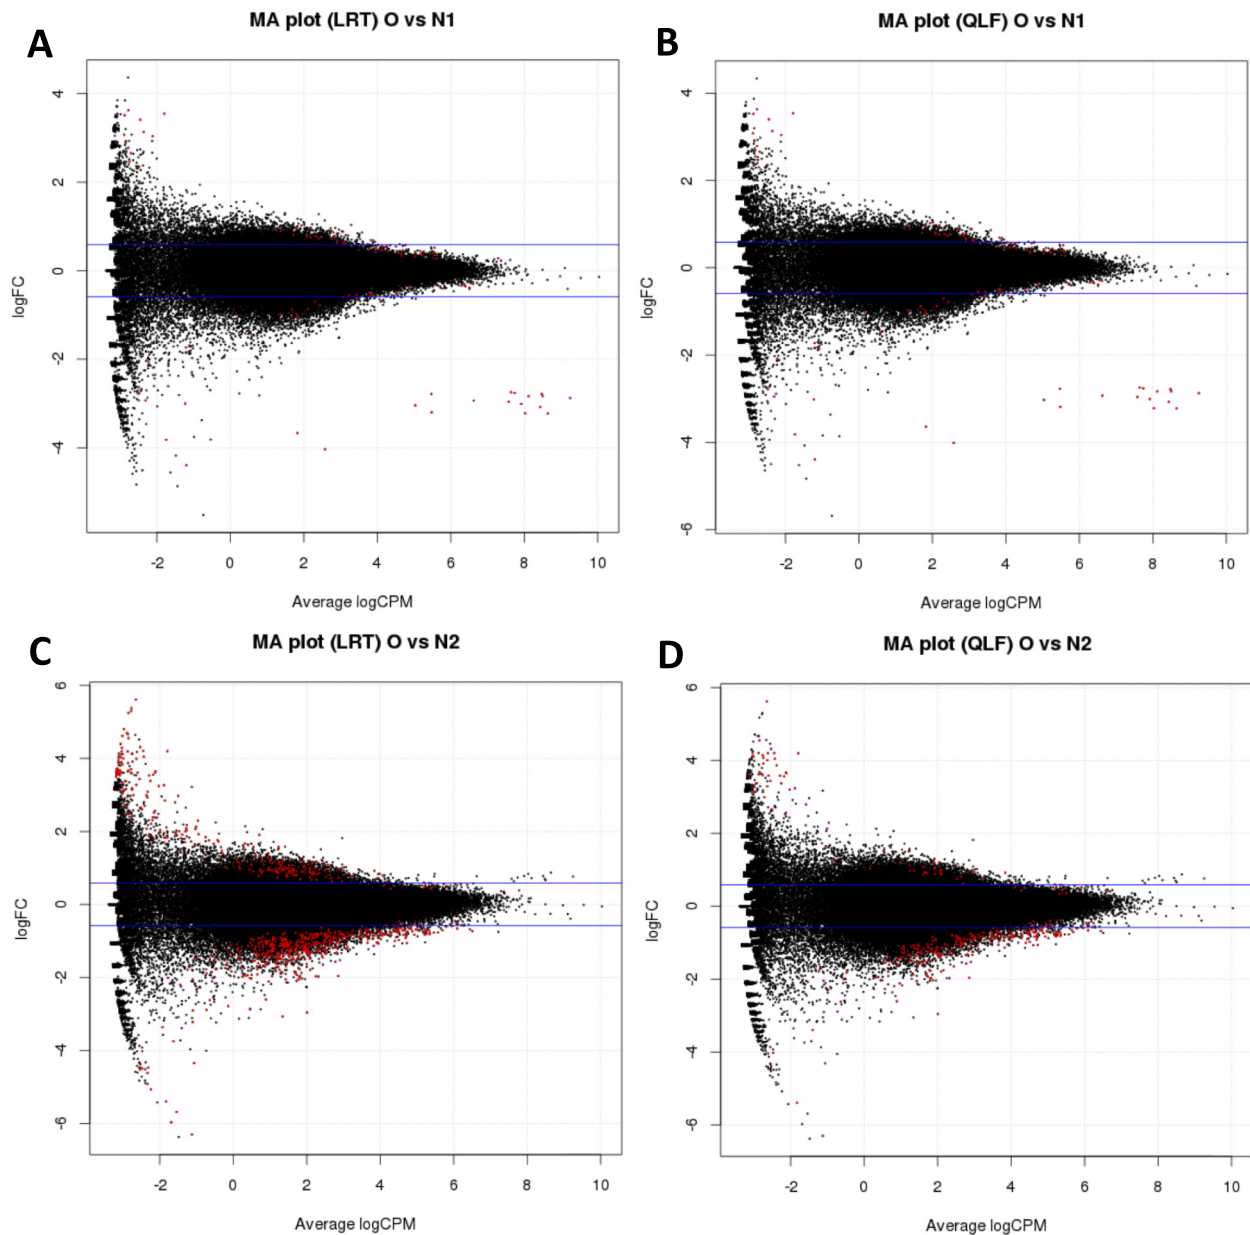 A
MA plot (LRT) O vs N1
4
2
0
-2
-4
logFC
-2 0 2 4 6 8 10
Average logCPM
B
MA plot (QLF) O vs N1
4
2
0
-2
-4
-6
logFC
-2 0 2 4 6 8 10
Average logCPM
C
MA plot (LRT) O vs N2
6
4
2
0
-2
-4
-6
logFC
-2 0 2 4 6 8 10
Average logCPM
D
MA plot (QLF) O vs N2
6
4
2
0
-2
-4
-6
logFC
-2 0 2 4 6 8 10
Average logCPM